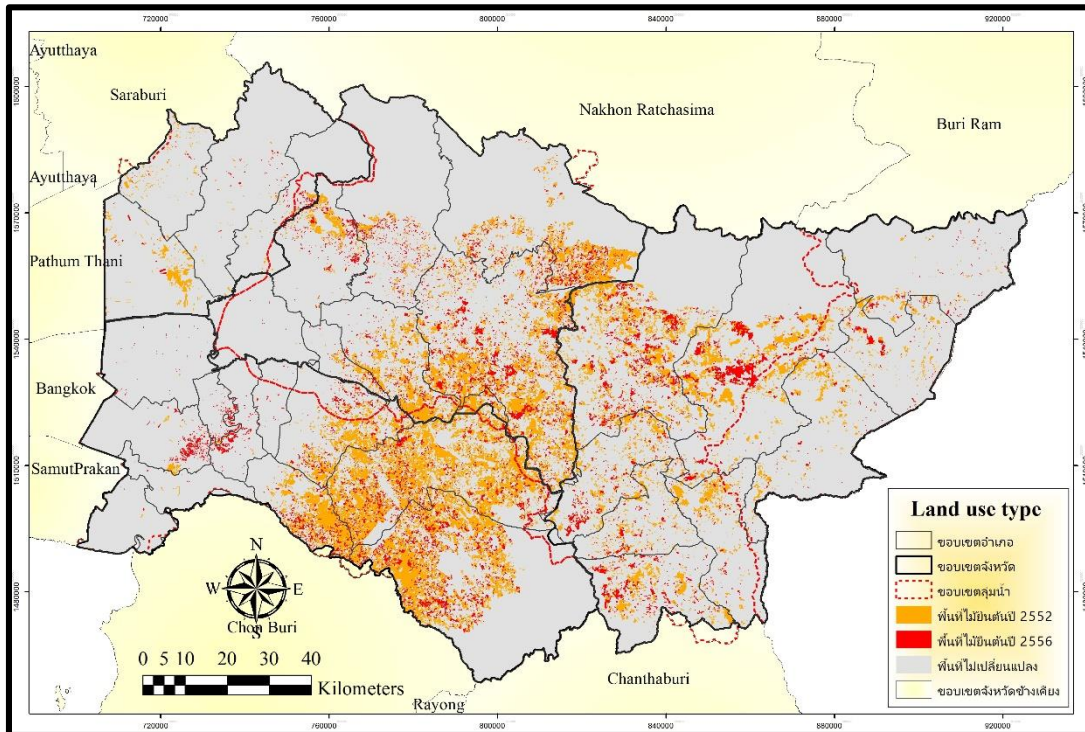 720000 760000 800000 840000 880000 920000
Ayutthaya
Saraburi
Nakhon Ratchasima
Buri Ram
Ayutthaya
Pathum Thani
Bangkok
SamutPrakan
1570000
1540000
1510000
1480000
N
W E
S
Chon Buri
0 5 10 20 30 40
Kilometers
Rayong
Chanthaburi
Land use type
ขอบเขตอำเภอ
ขอบเขตจังหวัด
ขอบเขตลุ่มน้ำ
พื้นที่ไม้ยืนต้นปี 2552
พื้นที่ไม้ยืนต้นปี 2556
พื้นที่ไม่เปลี่ยนแปลง
ขอบเขตจังหวัดข้างเคียง
720000 760000 800000 840000 880000 920000